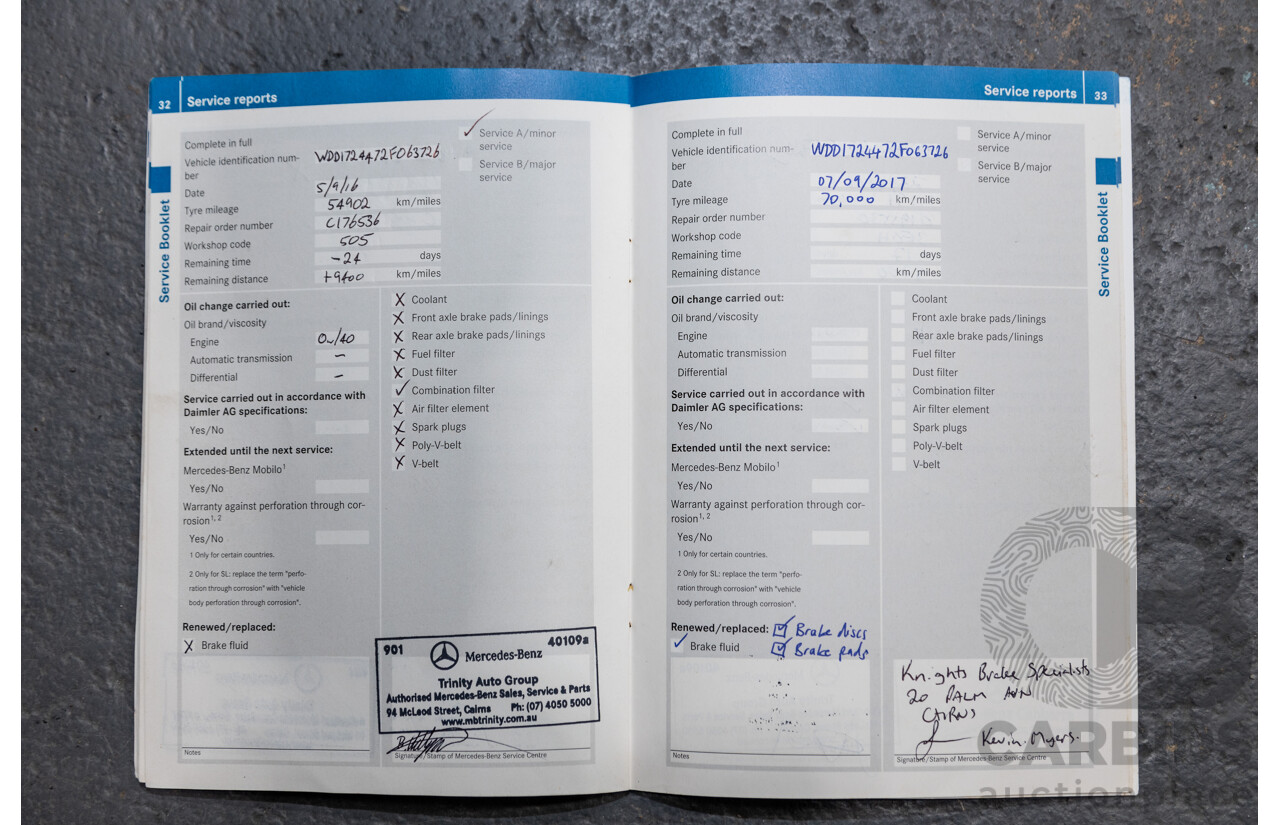 32 Service reports
Complete in full
Vehicle identification num-
ber WDD1724472F063726
Date 5/9/16
Tyre mileage 54902 km/miles
Repair order number C176536
Workshop code 505
Remaining time -24 days
Remaining distance +9400 km/miles
✓ Service A/minor
service
Service B/major
service
Oil change carried out:
Oil brand/viscosity
Engine 0w/40
Automatic transmission –
Differential –
Service carried out in accordance with
Daimler AG specifications:
Yes/No
Extended until the next service:
Mercedes-Benz Mobilo1
Yes/No
Warranty against perforation through cor-
rosion1, 2
Yes/No
1 Only for certain countries.
2 Only for SL: replace the term "perfo-
ration through corrosion" with "vehicle
body perforation through corrosion".
X Coolant
X Front axle brake pads/linings
X Rear axle brake pads/linings
X Fuel filter
X Dust filter
✓ Combination filter
X Air filter element
X Spark plugs
X Poly-V-belt
X V-belt
Renewed/replaced:
X Brake fluid
901 Mercedes-Benz 40109a
Trinity Auto Group
Authorised Mercedes-Benz Sales, Service & Parts
94 McLeod Street, Cairns Ph: (07) 4050 5000
www.mbtrinity.com.au
Notes
Signature/Stamp of Mercedes-Benz Service Centre
Service Booklet
Service reports 33
Complete in full
Vehicle identification num-
ber WDD1724472F063726
Date 07/09/2017
Tyre mileage 70,000 km/miles
Repair order number
Workshop code
Remaining time days
Remaining distance km/miles
Service A/minor
service
Service B/major
service
Oil change carried out:
Oil brand/viscosity
Engine
Automatic transmission
Differential
Service carried out in accordance with
Daimler AG specifications:
Yes/No
Extended until the next service:
Mercedes-Benz Mobilo1
Yes/No
Warranty against perforation through cor-
rosion1, 2
Yes/No
1 Only for certain countries.
2 Only for SL: replace the term "perfo-
ration through corrosion" with "vehicle
body perforation through corrosion".
Coolant
Front axle brake pads/linings
Rear axle brake pads/linings
Fuel filter
Dust filter
Combination filter
Air filter element
Spark plugs
Poly-V-belt
V-belt
Renewed/replaced: ☑ Brake discs
✓ Brake fluid ☑ Brake pads
Knights Brake Specialists
20 PALM AVN
CAIRNS
Kevin Myers.
Notes
Signature/Stamp of Mercedes-Benz Service Centre
Service Booklet